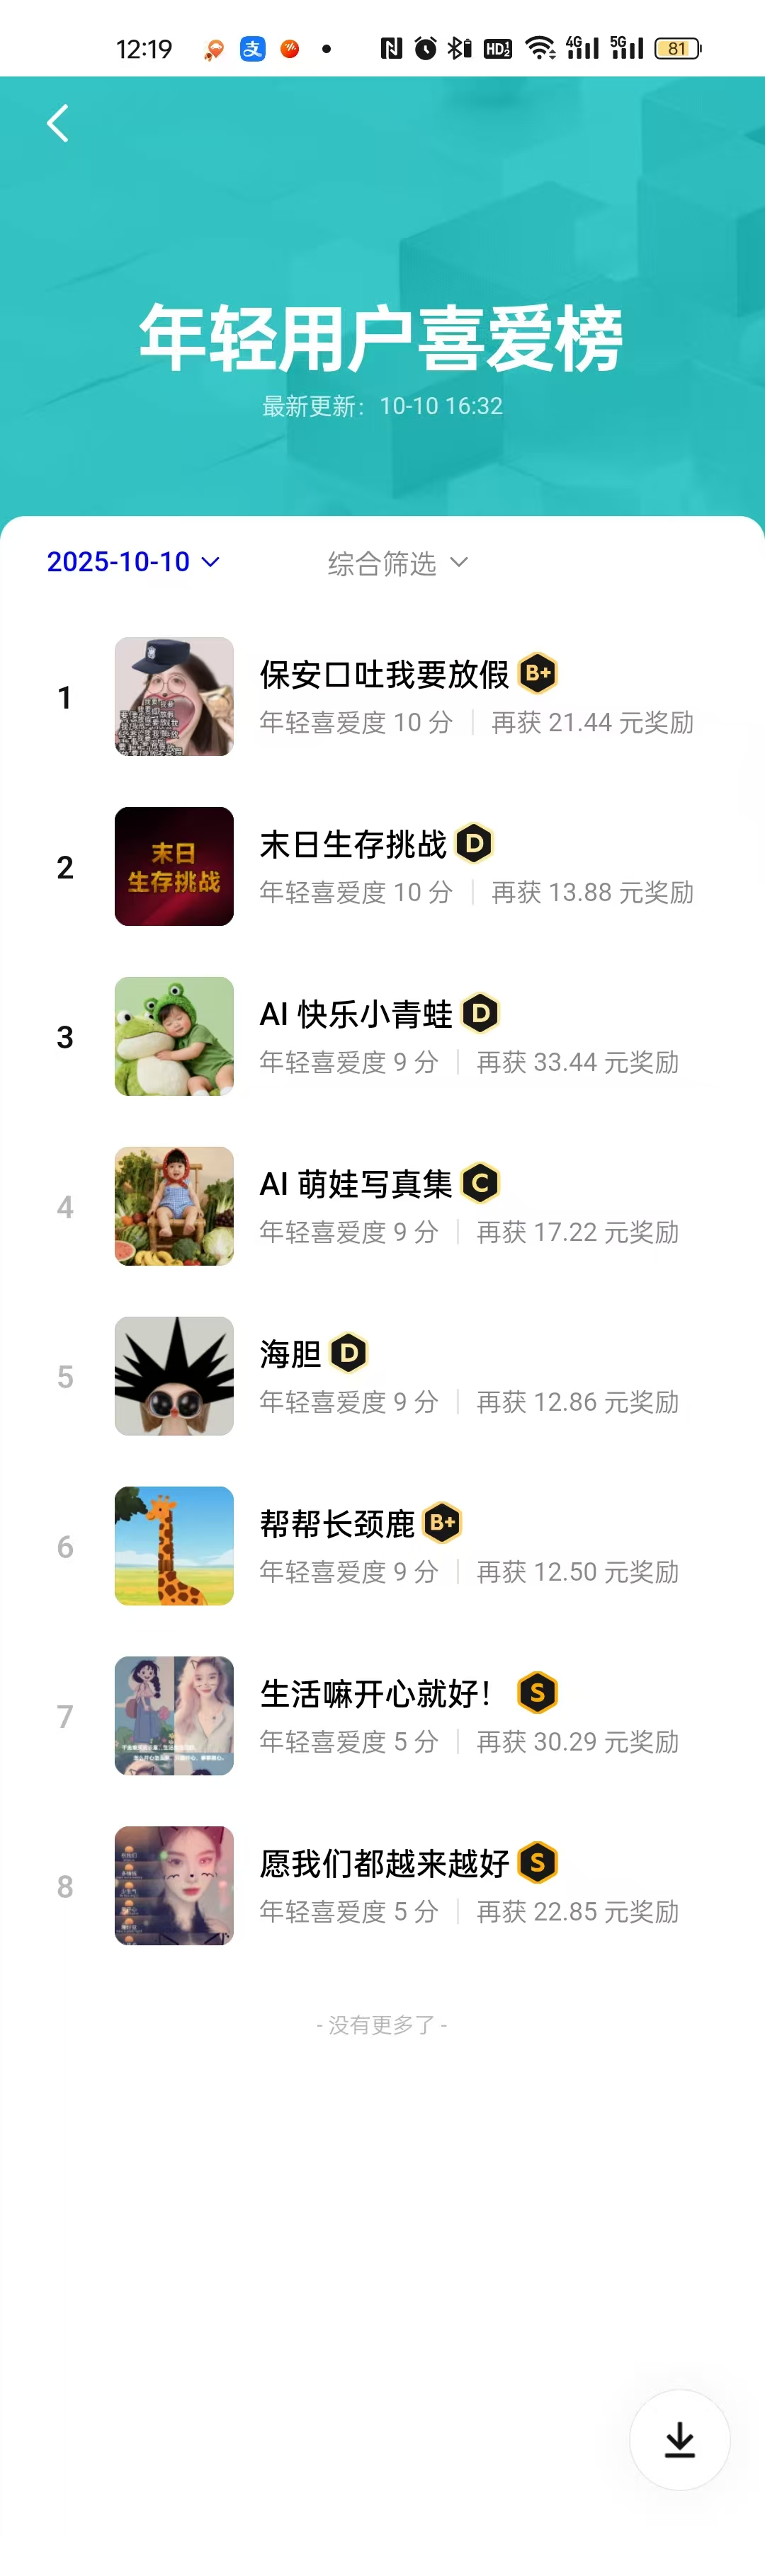 12:19
支
HD 1 2
4G
5G
81
年轻用户喜爱榜
最新更新：10-10 16:32
2025-10-10
综合筛选
1
保安口吐我要放假 B+
年轻喜爱度 10 分 | 再获 21.44 元奖励
2
末日
生存挑战
末日生存挑战 D
年轻喜爱度 10 分 | 再获 13.88 元奖励
3
AI 快乐小青蛙 D
年轻喜爱度 9 分 | 再获 33.44 元奖励
4
AI 萌娃写真集 C
年轻喜爱度 9 分 | 再获 17.22 元奖励
5
海胆 D
年轻喜爱度 9 分 | 再获 12.86 元奖励
6
帮帮长颈鹿 B+
年轻喜爱度 9 分 | 再获 12.50 元奖励
7
生活嘛开心就好！ S
年轻喜爱度 5 分 | 再获 30.29 元奖励
8
愿我们都越来越好 S
年轻喜爱度 5 分 | 再获 22.85 元奖励
- 没有更多了 -